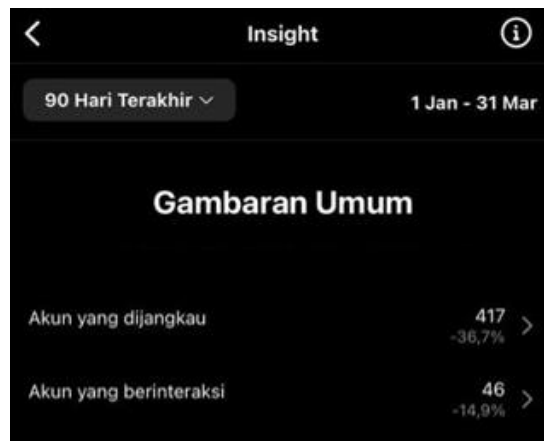 Insight
90 Hari Terakhir
1 Jan - 31 Mar
Gambaran Umum
Akun yang dijangkau
417
-36,7%
Akun yang berinteraksi
46
-14,9%